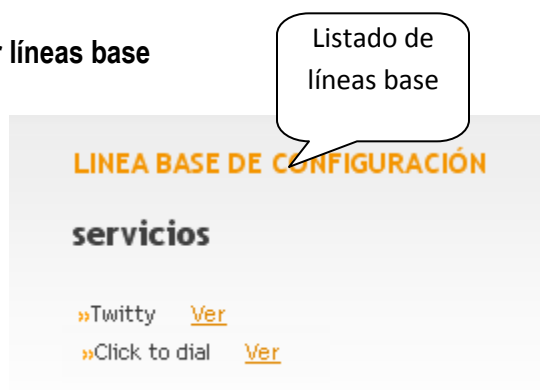 r líneas base
Listado de
líneas base
LINEA BASE DE CONFIGURACIÓN
servicios
»Twitty Ver
»Click to dial Ver